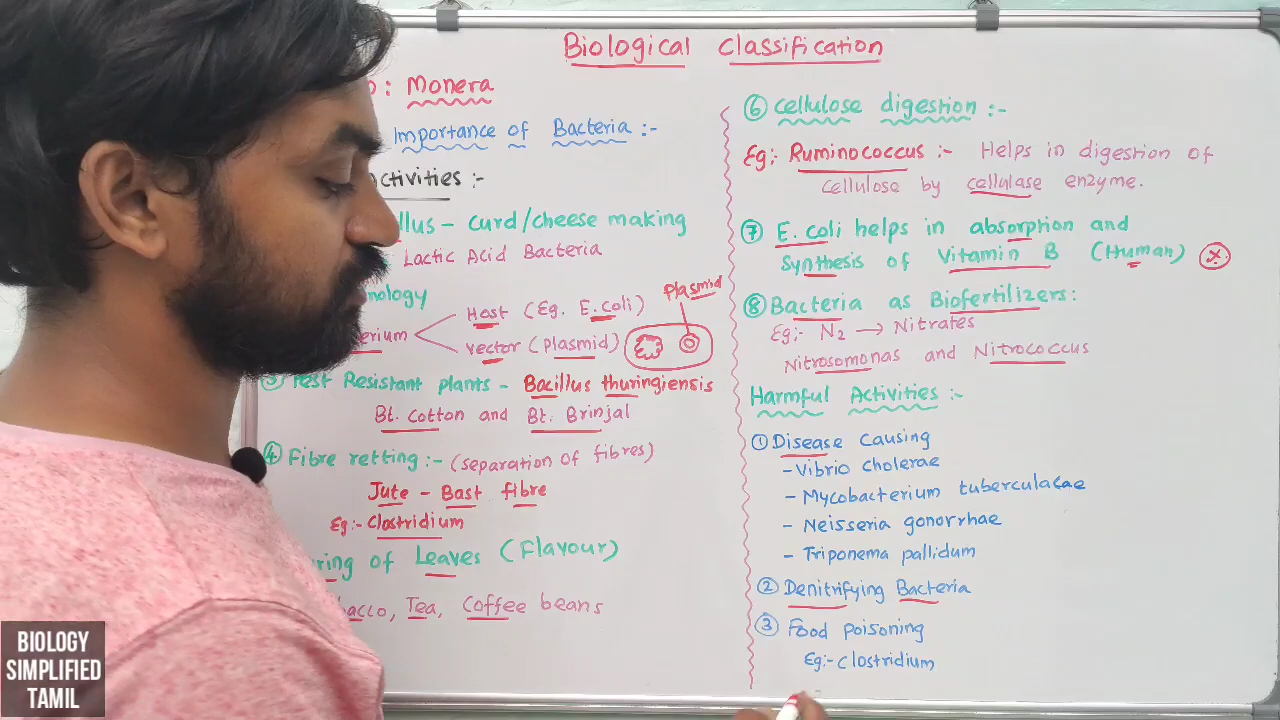 Biological Classification
: Monera
Importance of Bacteria :-
ctivities :-
llus - curd/cheese making
Lactic Acid Bacteria
nology
erium
Host (Eg. E.coli)
vector (plasmid)
Plasmid
③ Pest Resistant plants - Bacillus thuringiensis
Bt. Cotton and Bt. Brinjal
④ Fibre retting :- (separation of fibres)
Jute - Bast fibre
Eg:- Clostridium
ring of Leaves (Flavour)
bacco, Tea, Coffee beans
⑥ Cellulose digestion :-
Eg:- Ruminococcus :- Helps in digestion of
cellulose by cellulase enzyme.
⑦ E. coli helps in absorption and
synthesis of Vitamin B (Human) *
⑧ Bacteria as Biofertilizers :
Eg:- N₂ → Nitrates
Nitrosomonas and Nitrococcus
Harmful Activities :-
① Disease Causing
- Vibrio cholerae
- Mycobacterium tuberculacae
- Neisseria gonorrhae
- Triponema pallidum
② Denitrifying Bacteria
③ Food poisoning
Eg:- Clostridium
BIOLOGY
SIMPLIFIED
TAMIL